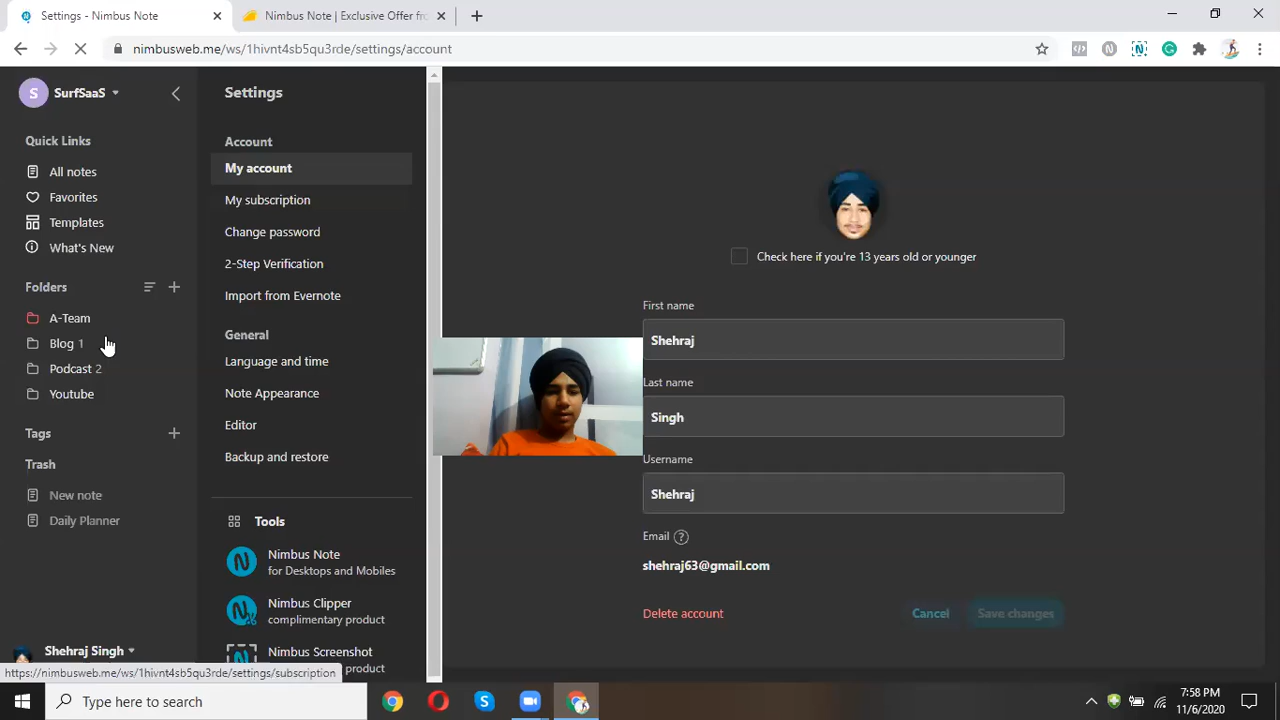 Settings - Nimbus Note
Nimbus Note | Exclusive Offer fro
nimbusweb.me/ws/1hivnt4sb5qu3rde/settings/account
S SurfSaaS
Quick Links
All notes
Favorites
Templates
What's New
Folders
A-Team
Blog 1
Podcast 2
Youtube
Tags
Trash
New note
Daily Planner
Shehraj Singh
https://nimbusweb.me/ws/1hivnt4sb5qu3rde/settings/subscription
Settings
Account
My account
My subscription
Change password
2-Step Verification
Import from Evernote
General
Language and time
Note Appearance
Editor
Backup and restore
Tools
Nimbus Note
for Desktops and Mobiles
Nimbus Clipper
complimentary product
Nimbus Screenshot
product
Check here if you're 13 years old or younger
First name
Shehraj
Last name
Singh
Username
Shehraj
Email ?
shehraj63@gmail.com
Delete account
Cancel
Save changes
Type here to search
7:58 PM
11/6/2020